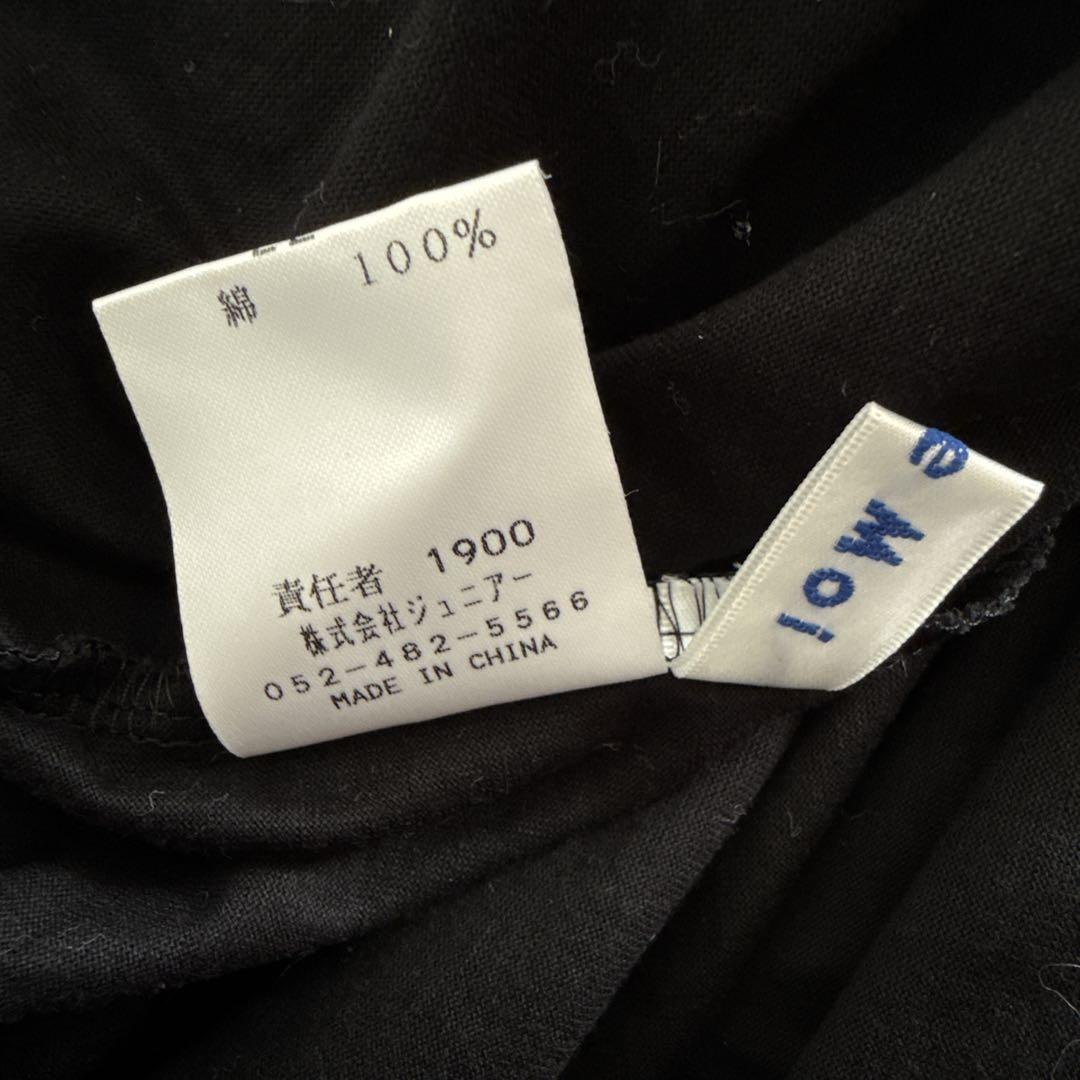 綿 100%
責任者 1900
株式会社ジュニアー
052-482-5566
MADE IN CHINA
e Moi